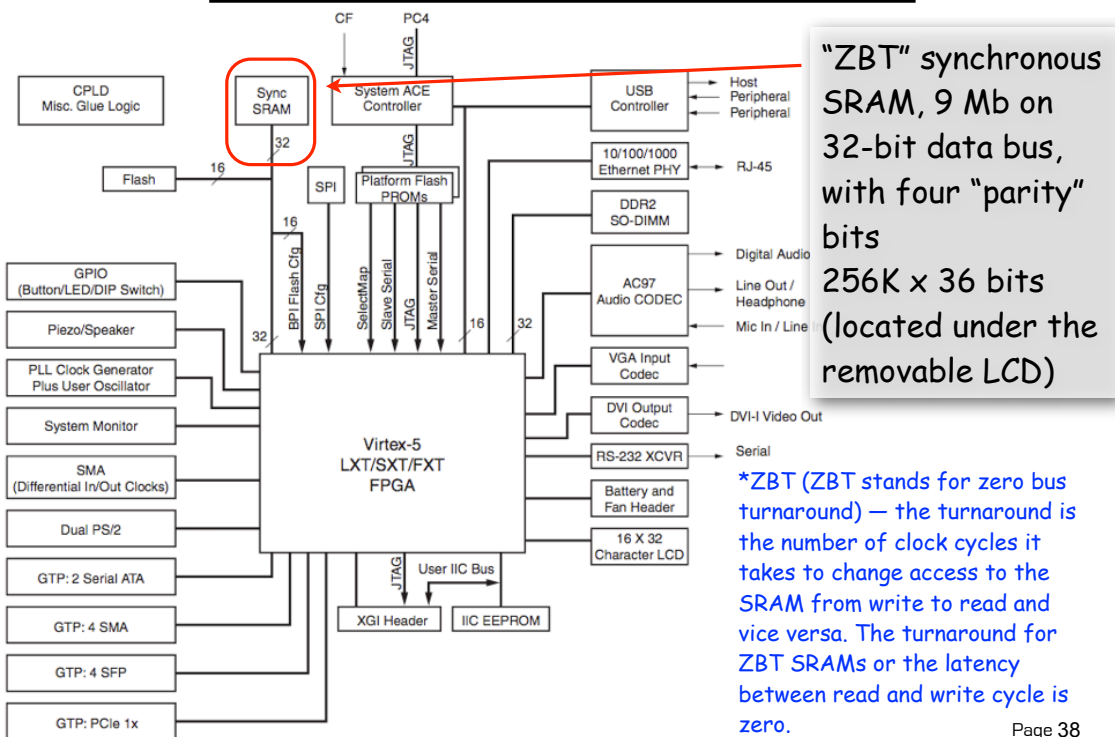 CF
PC4
JTAG
CPLD
Misc. Glue Logic
Sync
SRAM
System ACE
Controller
USB
Controller
Host
Peripheral
Peripheral
"ZBT" synchronous
SRAM, 9 Mb on
32-bit data bus,
with four "parity"
bits
256K x 36 bits
(located under the
removable LCD)
32
JTAG
10/100/1000
Ethernet PHY
RJ-45
16
Flash
SPI
Platform Flash
PROMs
DDR2
SO-DIMM
16
BPI Flash Cfg
SPI Cfg
SelectMap
Slave Serial
JTAG
Master Serial
Digital Audio
AC97
Audio CODEC
Line Out /
Headphone
Mic In / Line
GPIO
(Button/LED/DIP Switch)
32
16
32
Piezo/Speaker
VGA Input
Codec
PLL Clock Generator
Plus User Oscillator
DVI Output
Codec
DVI-I Video Out
System Monitor
Virtex-5
LXT/SXT/FXT
FPGA
RS-232 XCVR
Serial
SMA
(Differential In/Out Clocks)
Battery and
Fan Header
Dual PS/2
16 X 32
Character LCD
GTP: 2 Serial ATA
JTAG
User IIC Bus
XGI Header
IIC EEPROM
GTP: 4 SMA
GTP: 4 SFP
GTP: PCIe 1x
*ZBT (ZBT stands for zero bus
turnaround) — the turnaround is
the number of clock cycles it
takes to change access to the
SRAM from write to read and
vice versa. The turnaround for
ZBT SRAMs or the latency
between read and write cycle is
zero.
Page 38